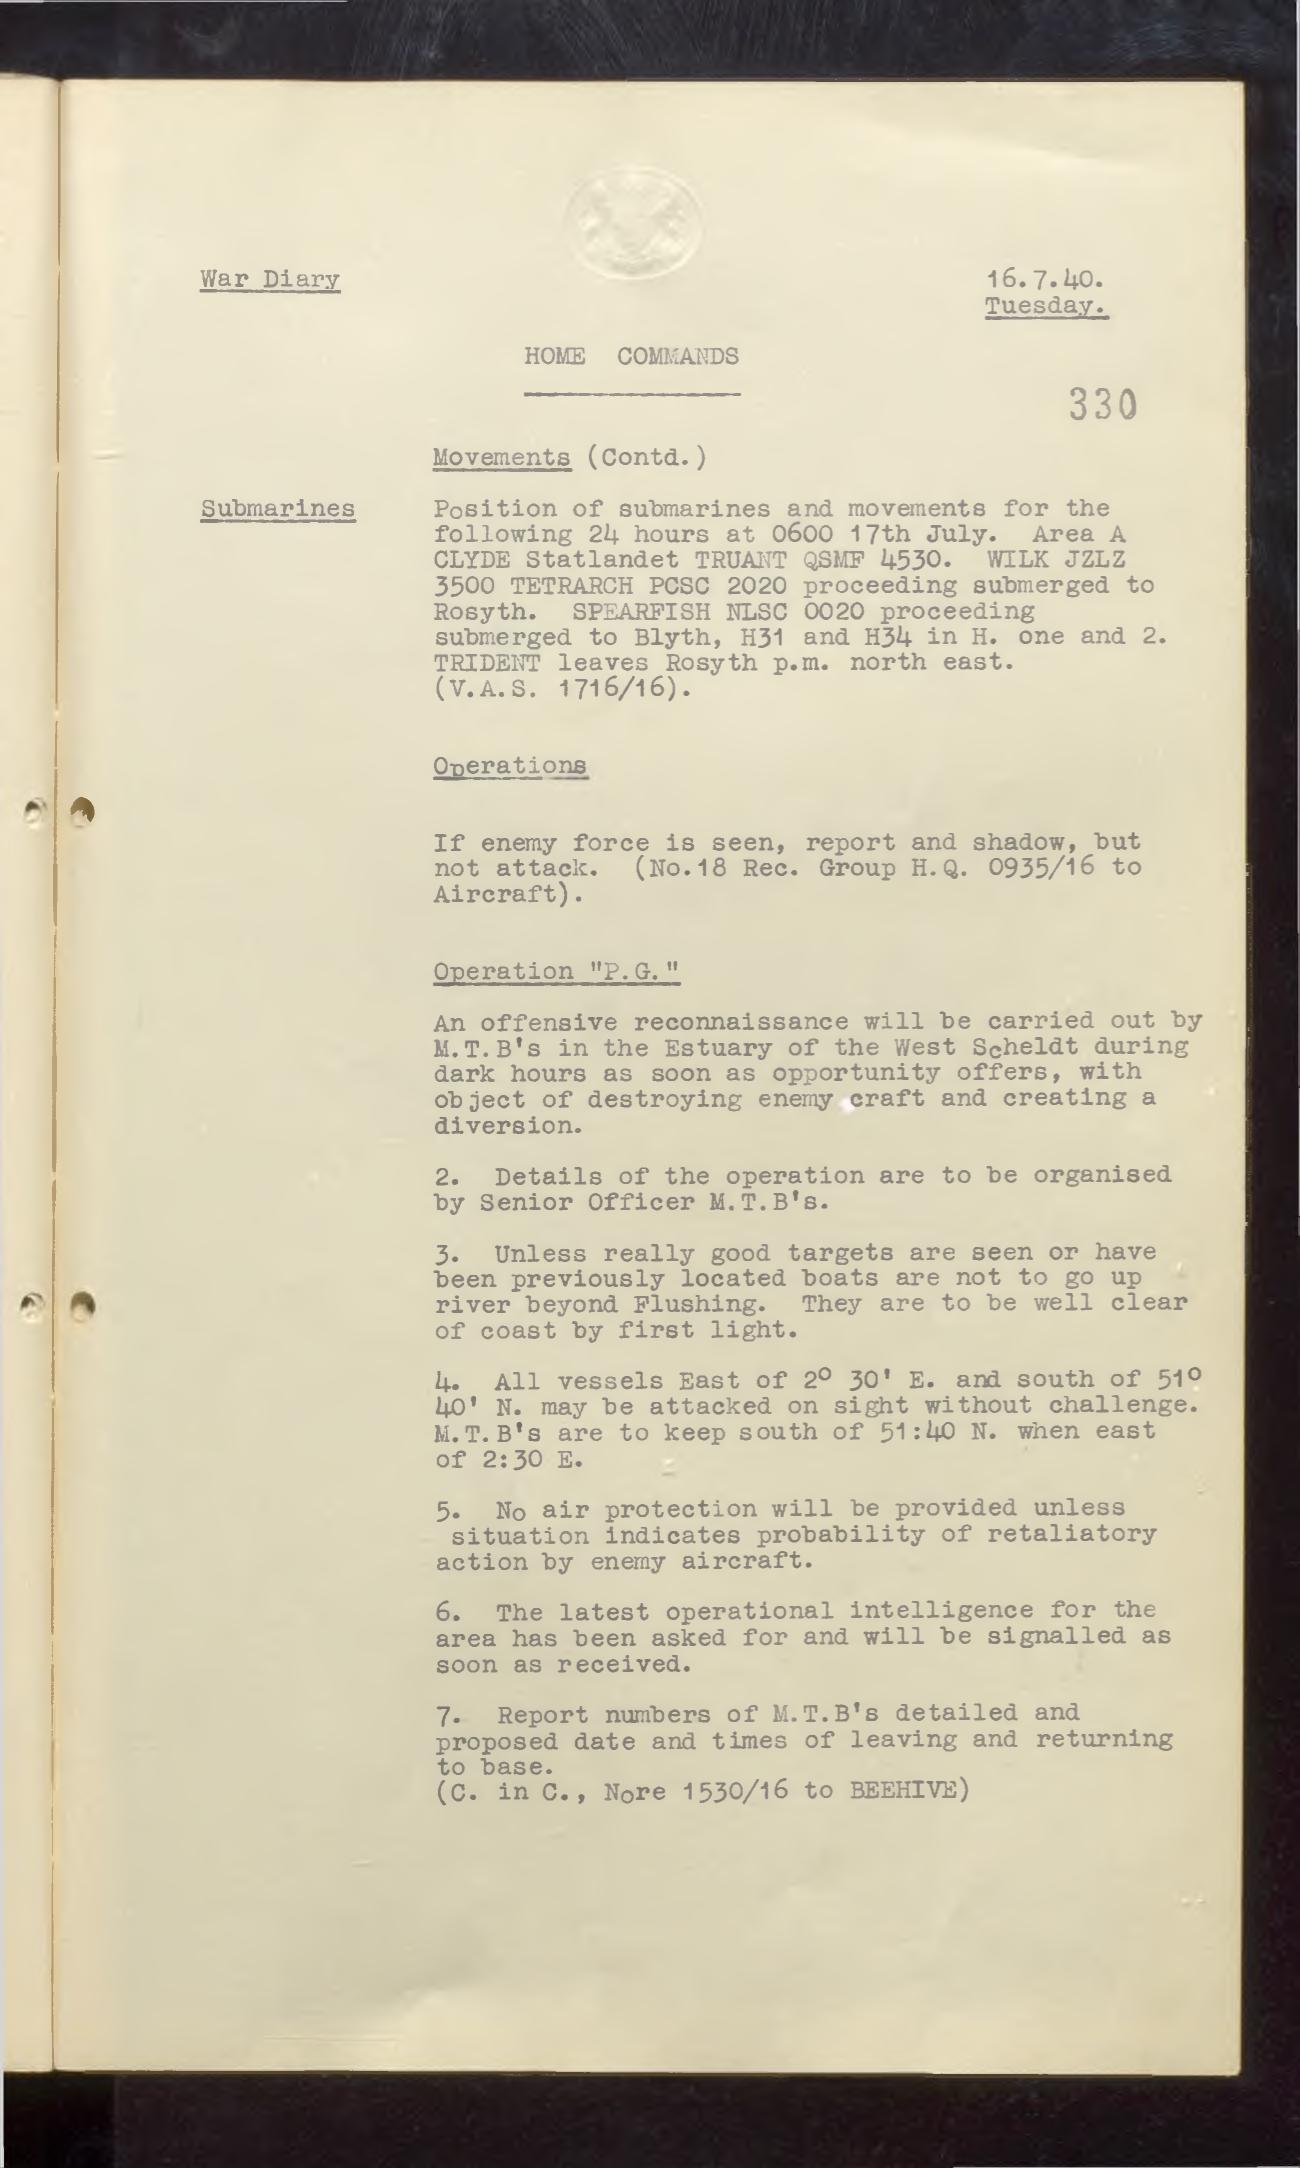 War Diary
16.7.40.
Tuesday.
HOME COMMANDS
330
Movements (Contd.)
Submarines
Position of submarines and movements for the
following 24 hours at 0600 17th July. Area A
CLYDE Statlandet TRUANT QSMF 4530. WILK JZLZ
3500 TETRARCH PCSC 2020 proceeding submerged to
Rosyth. SPEARFISH NLSC 0020 proceeding
submerged to Blyth, H31 and H34 in H. one and 2.
TRIDENT leaves Rosyth p.m. north east.
(V.A.S. 1716/16).
Operations
If enemy force is seen, report and shadow, but
not attack. (No.18 Rec. Group H.Q. 0935/16 to
Aircraft).
Operation "P.G."
An offensive reconnaissance will be carried out by
M.T.B's in the Estuary of the West Scheldt during
dark hours as soon as opportunity offers, with
object of destroying enemy craft and creating a
diversion.
2. Details of the operation are to be organised
by Senior Officer M.T.B's.
3. Unless really good targets are seen or have
been previously located boats are not to go up
river beyond Flushing. They are to be well clear
of coast by first light.
4. All vessels East of 2° 30' E. and south of 51°
40' N. may be attacked on sight without challenge.
M.T.B's are to keep south of 51:40 N. when east
of 2:30 E.
5. No air protection will be provided unless
situation indicates probability of retaliatory
action by enemy aircraft.
6. The latest operational intelligence for the
area has been asked for and will be signalled as
soon as received.
7. Report numbers of M.T.B's detailed and
proposed date and times of leaving and returning
to base.
(C. in C., Nore 1530/16 to BEEHIVE)